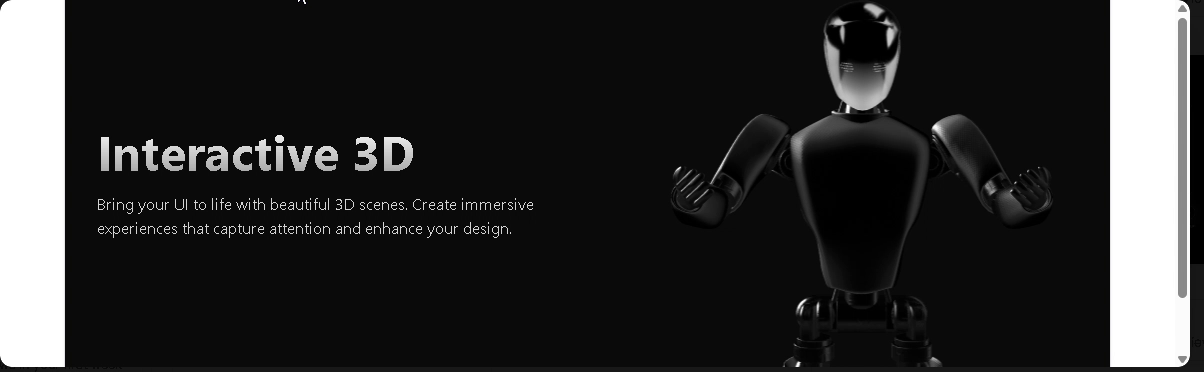 Interactive 3D
Bring your UI to life with beautiful 3D scenes. Create immersive
experiences that capture attention and enhance your design.